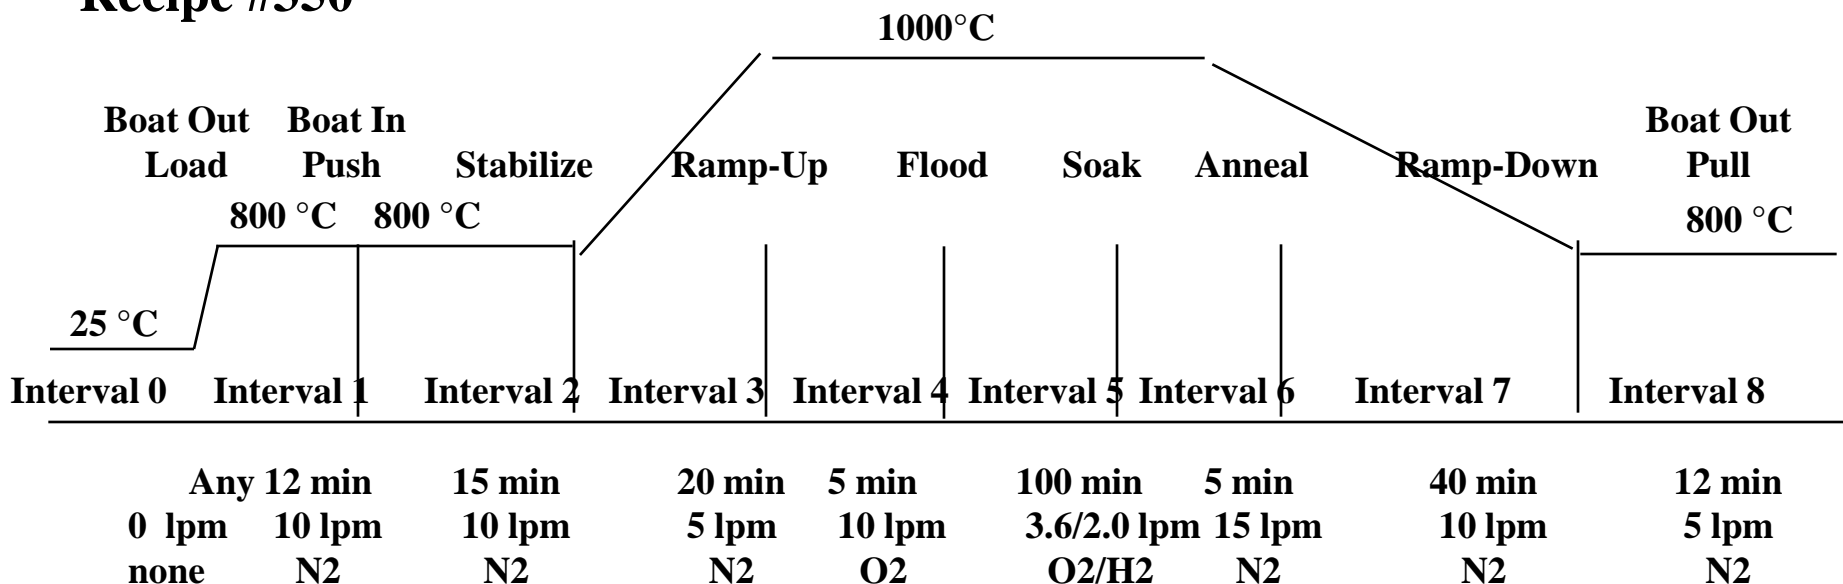 Recipe #350
1000°C
Boat Out Boat In Boat Out
Load Push Stabilize Ramp-Up Flood Soak Anneal Ramp-Down Pull
800 °C 800 °C 800 °C
25 °C
Interval 0 Interval 1 Interval 2 Interval 3 Interval 4 Interval 5 Interval 6 Interval 7 Interval 8
Any 12 min 15 min 20 min 5 min 100 min 5 min 40 min 12 min
0 lpm 10 lpm 10 lpm 5 lpm 10 lpm 3.6/2.0 lpm 15 lpm 10 lpm 5 lpm
none N2 N2 N2 O2 O2/H2 N2 N2 N2